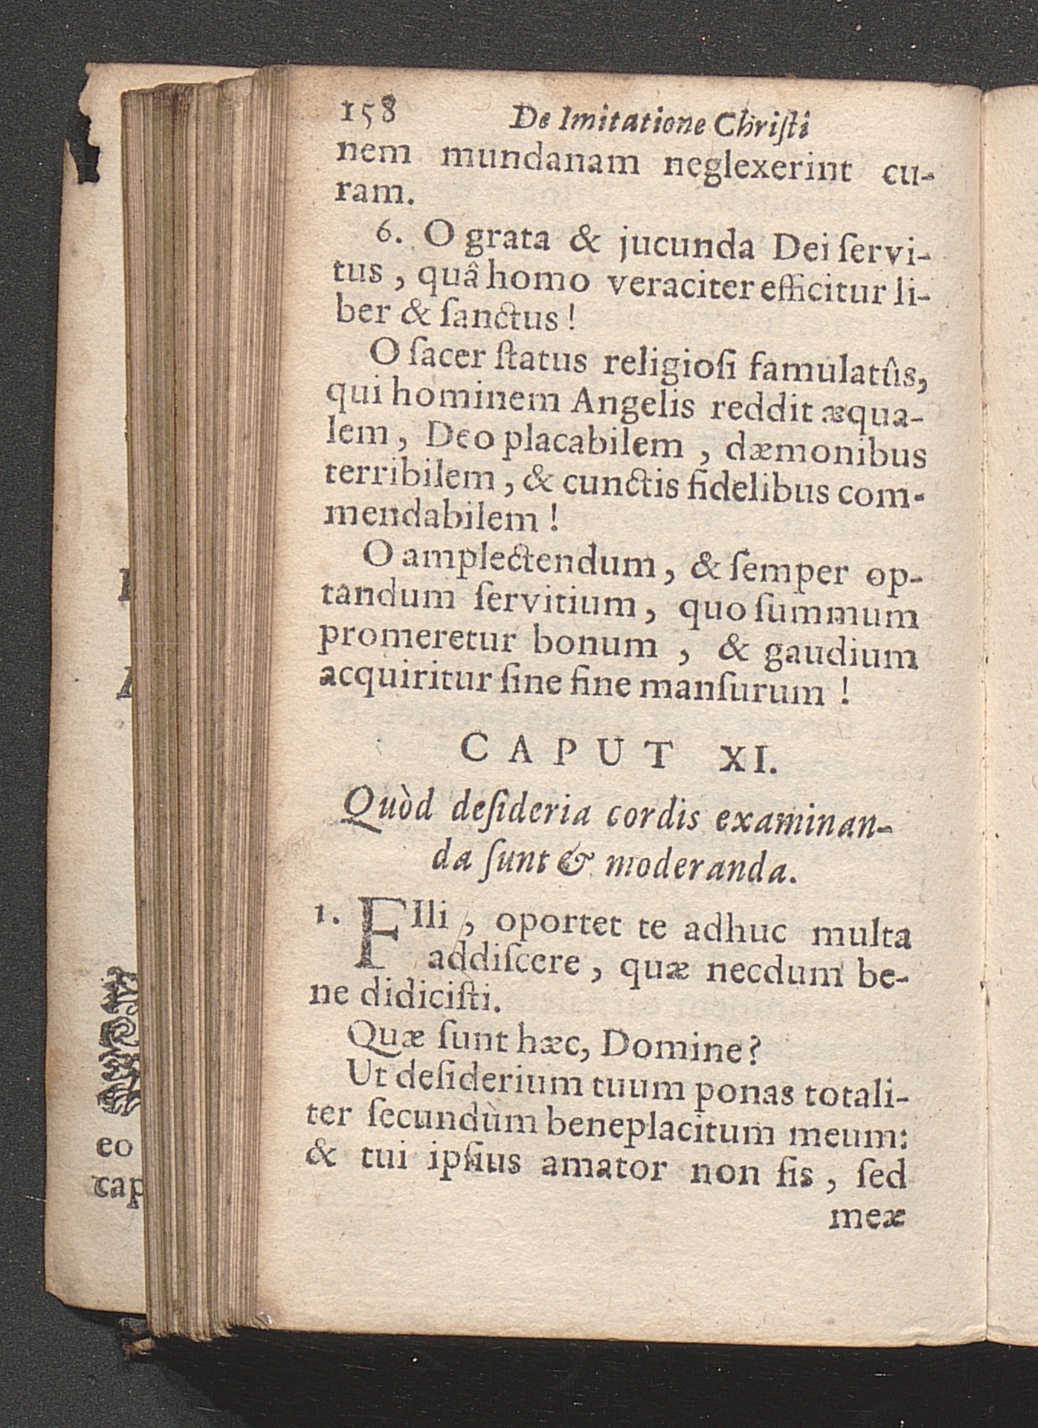 158 De Imitatione Chriſti
nem mundanam neglexerint cu-
ram.
6. O grata & jucunda Dei ſervi-
tus, quâ homo veraciter efficitur li-
ber & ſanctus!
O ſacer ſtatus religioſi famulatûs,
qui hominem Angelis reddit æqua-
lem, Deo placabilem, dæmonibus
terribilem, & cunctis fidelibus com-
mendabilem!
O amplectendum, & ſemper op-
tandum ſervitium, quo ſummum
promeretur bonum, & gaudium
acquiritur ſine fine manſurum!
CAPUT XI.
Quòd deſideria cordis examinan-
da ſunt & moderanda.
1. FIli, oportet te adhuc multa
addiſcere, quæ necdum be-
ne didiciſti.
Quæ ſunt hæc, Domine?
Ut deſiderium tuum ponas totali-
ter ſecundùm beneplacitum meum:
& tui ipſius amator non ſis, ſed
meæ
eo
cap